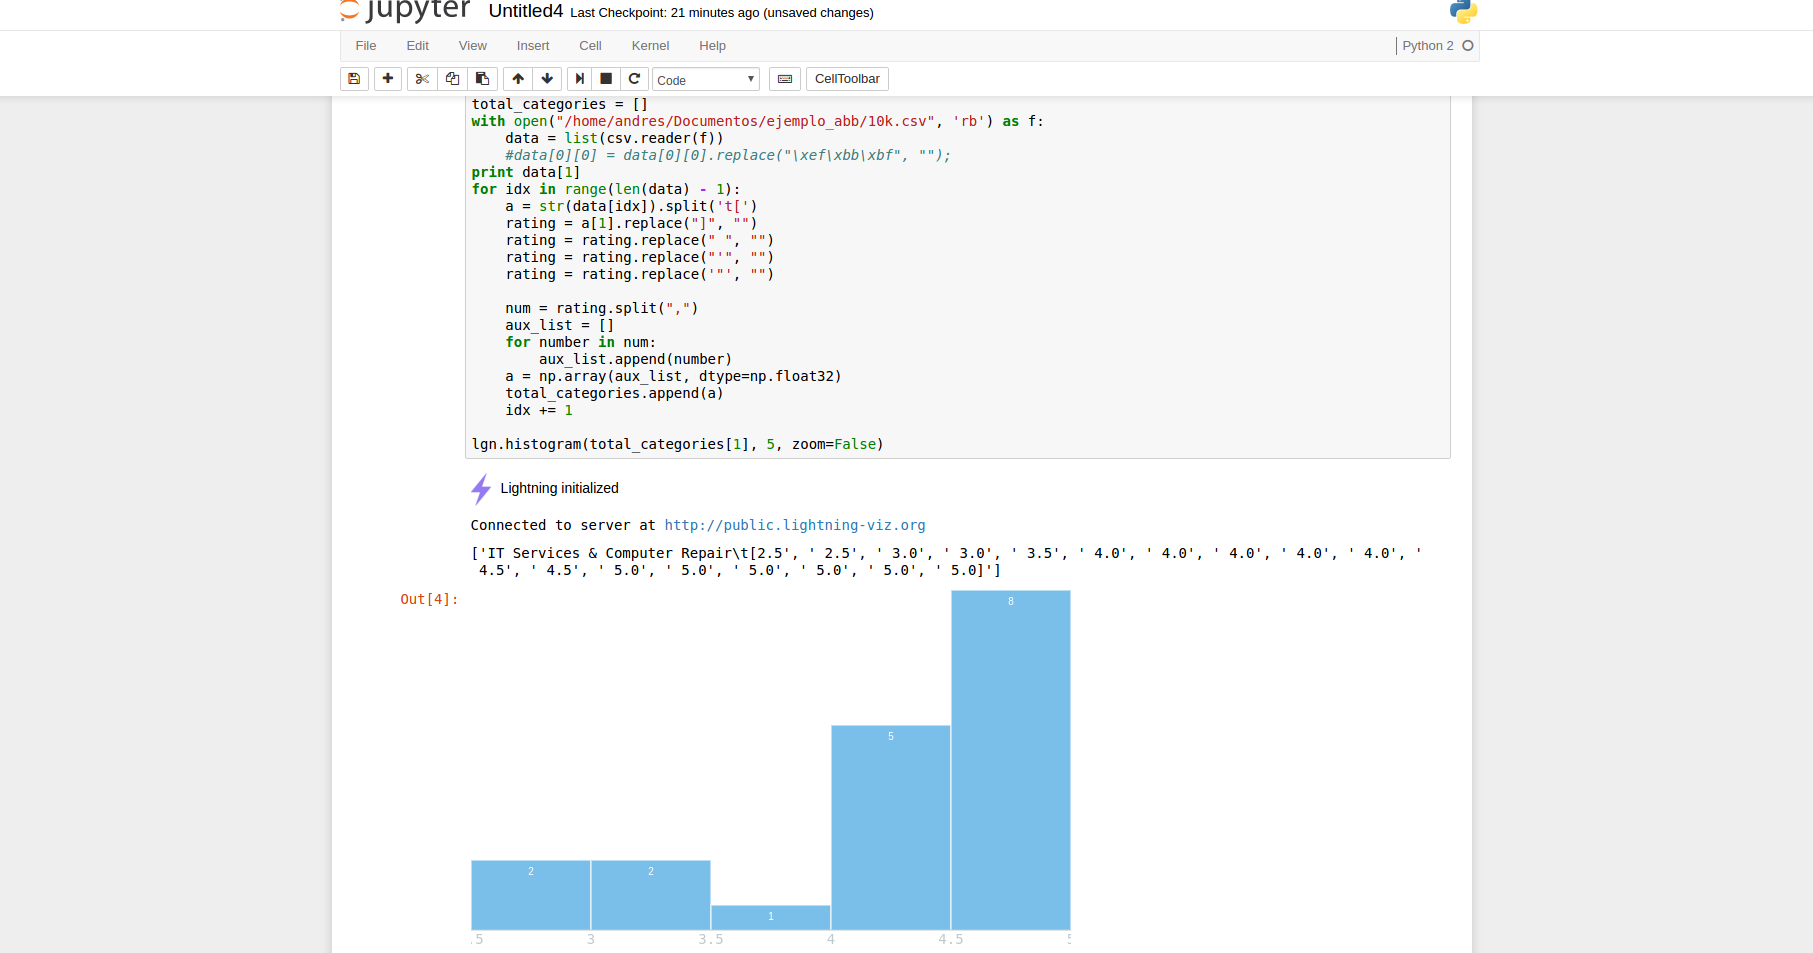 jupyter Untitled4 Last Checkpoint: 21 minutes ago (unsaved changes)
File Edit View Insert Cell Kernel Help Python 2
Code CellToolbar
total_categories = []
with open("/home/andres/Documentos/ejemplo_abb/10k.csv", 'rb') as f:
    data = list(csv.reader(f))
    #data[0][0] = data[0][0].replace("\xef\xbb\xbf", "");
print data[1]
for idx in range(len(data) - 1):
    a = str(data[idx]).split('t[')
    rating = a[1].replace("]", "")
    rating = rating.replace(" ", "")
    rating = rating.replace("'", "")
    rating = rating.replace('"', "")
    num = rating.split(",")
    aux_list = []
    for number in num:
        aux_list.append(number)
    a = np.array(aux_list, dtype=np.float32)
    total_categories.append(a)
    idx += 1
lgn.histogram(total_categories[1], 5, zoom=False)
Lightning initialized
Connected to server at http://public.lightning-viz.org
['IT Services & Computer Repair\t[2.5', ' 2.5', ' 3.0', ' 3.0', ' 3.5', ' 4.0', ' 4.0', ' 4.0', ' 4.0', ' 4.0', '
 4.5', ' 4.5', ' 5.0', ' 5.0', ' 5.0', ' 5.0', ' 5.0', ' 5.0]']
Out[4]:
8
5
2 2
1
.5 3 3.5 4 4.5 5